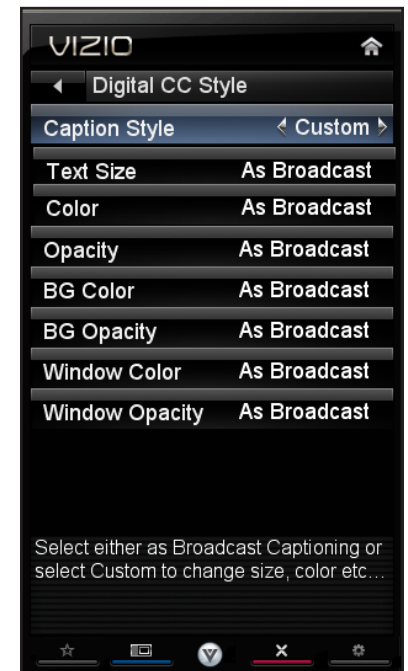 VIZIO
Digital CC Style
Caption Style Custom
Text Size As Broadcast
Color As Broadcast
Opacity As Broadcast
BG Color As Broadcast
BG Opacity As Broadcast
Window Color As Broadcast
Window Opacity As Broadcast
Select either as Broadcast Captioning or
select Custom to change size, color etc...
V